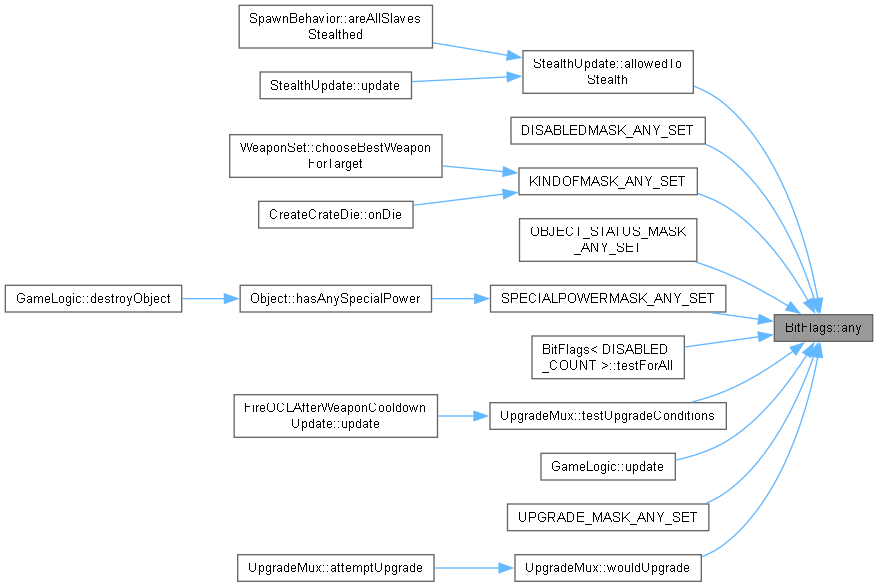 SpawnBehavior::areAllSlaves
Stealthed
StealthUpdate::allowedTo
Stealth
StealthUpdate::update
DISABLEDMASK_ANY_SET
WeaponSet::chooseBestWeapon
ForTarget
KINDOFMASK_ANY_SET
CreateCrateDie::onDie
OBJECT_STATUS_MASK
_ANY_SET
GameLogic::destroyObject
Object::hasAnySpecialPower
SPECIALPOWERMASK_ANY_SET
BitFlags::any
BitFlags< DISABLED
_COUNT >::testForAll
FireOCLAfterWeaponCooldown
Update::update
UpgradeMux::testUpgradeConditions
GameLogic::update
UPGRADE_MASK_ANY_SET
UpgradeMux::attemptUpgrade
UpgradeMux::wouldUpgrade